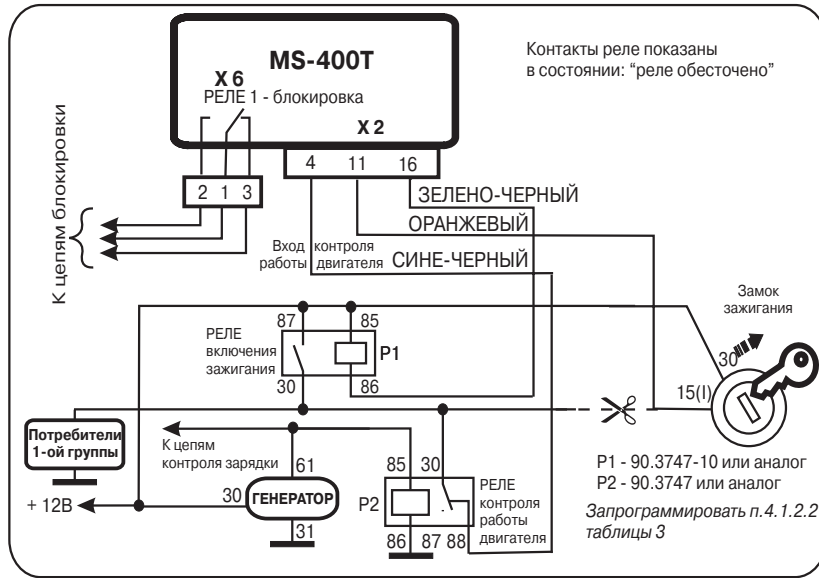 MS-400T
Контакты реле показаны
в состоянии: “реле обесточено”
X 6
РЕЛЕ 1 - блокировка
X 2
4 11 16
2 1 3
К цепям блокировки
ЗЕЛЕНО-ЧЕРНЫЙ
ОРАНЖЕВЫЙ
Вход контроля
работы двигателя
СИНЕ-ЧЕРНЫЙ
Замок
зажигания
87 85
РЕЛЕ
включения
зажигания
P1
30 86
30
15(I)
Потребители
1-ой группы
К цепям
контроля зарядки
61
30
ГЕНЕРАТОР
31
+ 12В
85 30
P2
РЕЛЕ
контроля
работы
двигателя
86 87 88
P1 - 90.3747-10 или аналог
P2 - 90.3747 или аналог
Запрограммировать п.4.1.2.2
таблицы 3